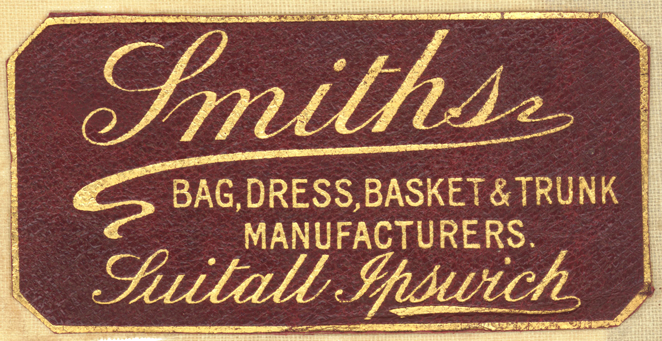 Smiths
BAG, DRESS, BASKET & TRUNK
MANUFACTURERS.
Suitall Ipswich